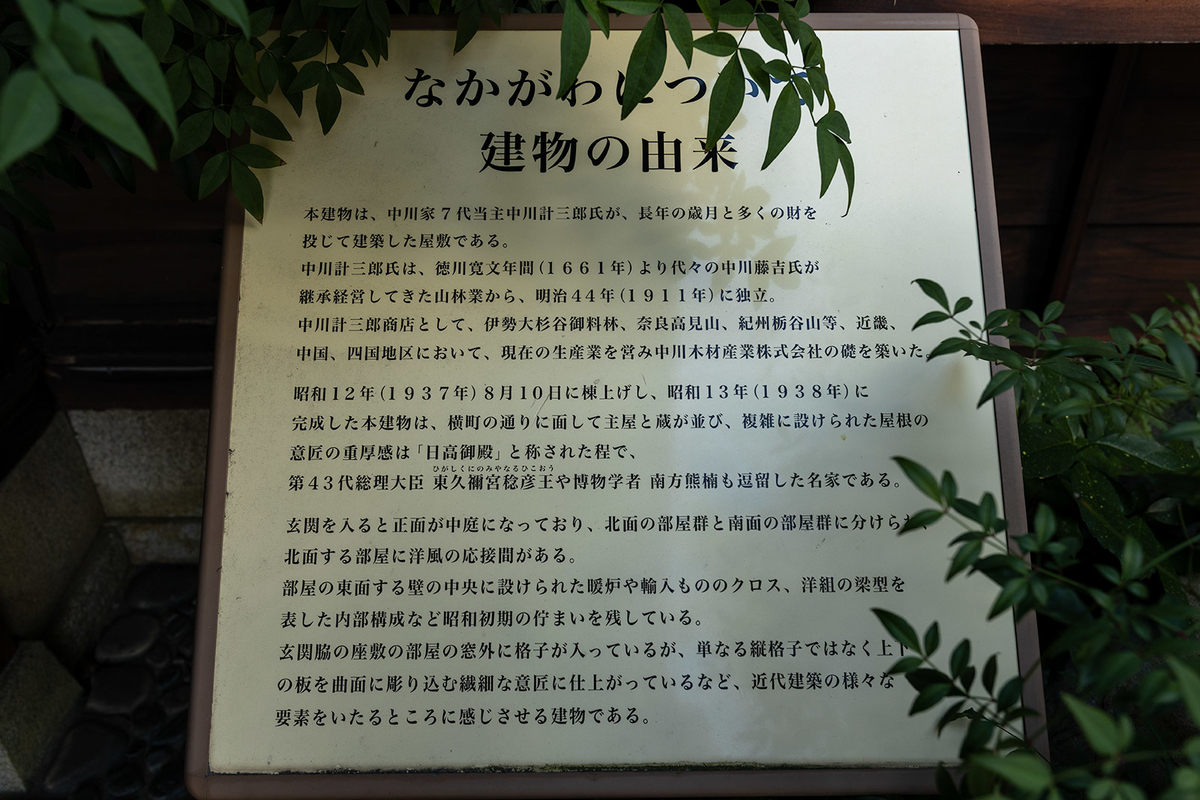 なかがわについて
建物の由来
本建物は、中川家7代当主中川計三郎氏が、長年の歳月と多くの財を
投じて建築した屋敷である。
中川計三郎氏は、徳川寛文年間(1661年)より代々の中川藤吉氏が
継承経営してきた山林業から、明治44年(1911年)に独立。
中川計三郎商店として、伊勢大杉谷御料林、奈良高見山、紀州栃谷山等、近畿、
中国、四国地区において、現在の生産業を営み中川木材産業株式会社の礎を築いた。
昭和12年(1937年)8月10日に棟上げし、昭和13年(1938年)に
完成した本建物は、横町の通りに面して主屋と蔵が並び、複雑に設けられた屋根の
意匠の重厚感は「日高御殿」と称された程で、
ひがしくにのみやなるひこおう
第43代総理大臣 東久禰宮稔彦王や博物学者 南方熊楠も逗留した名家である。
玄関を入ると正面が中庭になっており、北面の部屋群と南面の部屋群に分けられ、
北面する部屋に洋風の応接間がある。
部屋の東面する壁の中央に設けられた暖炉や輸入もののクロス、洋組の梁型を
表した内部構成など昭和初期の佇まいを残している。
玄関脇の座敷の部屋の窓外に格子が入っているが、単なる縦格子ではなく上下
の板を曲面に彫り込む繊細な意匠に仕上がっているなど、近代建築の様々な
要素をいたるところに感じさせる建物である。